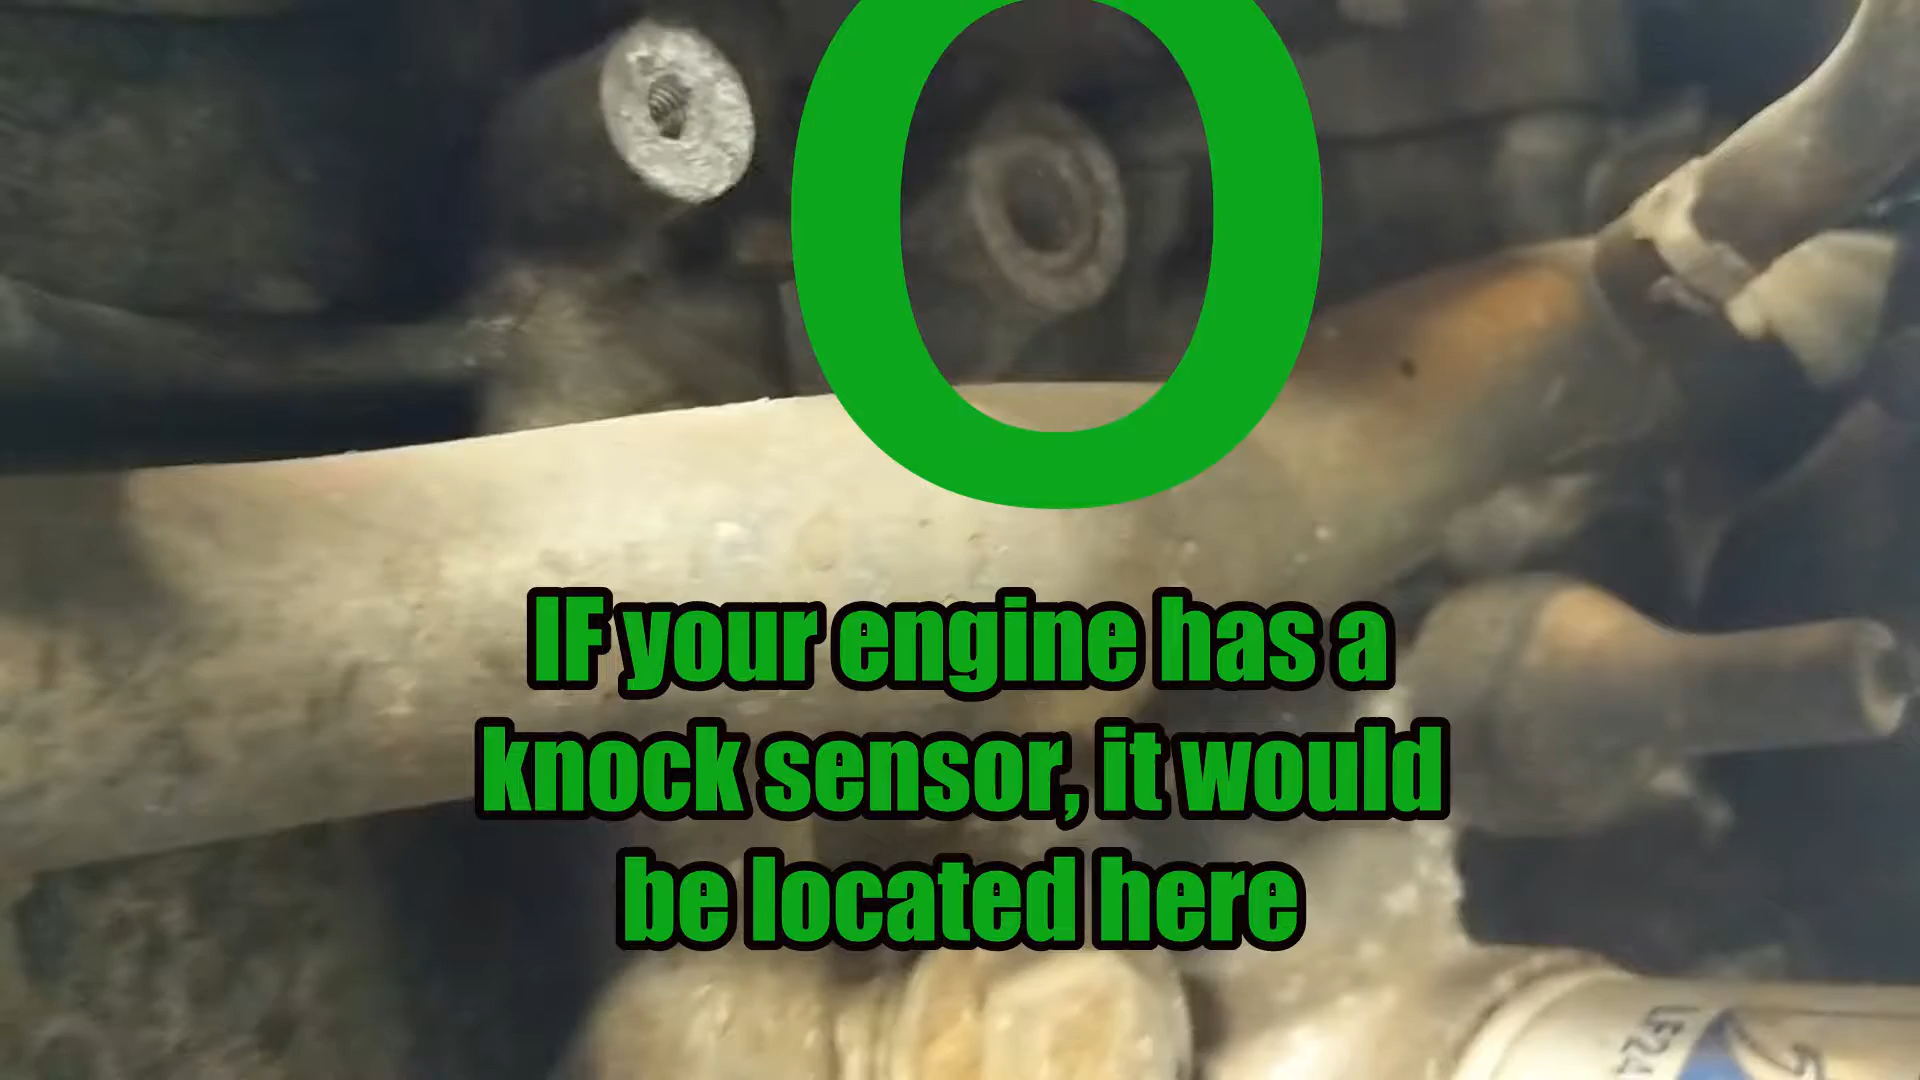 IF your engine has a
knock sensor, it would
be located here